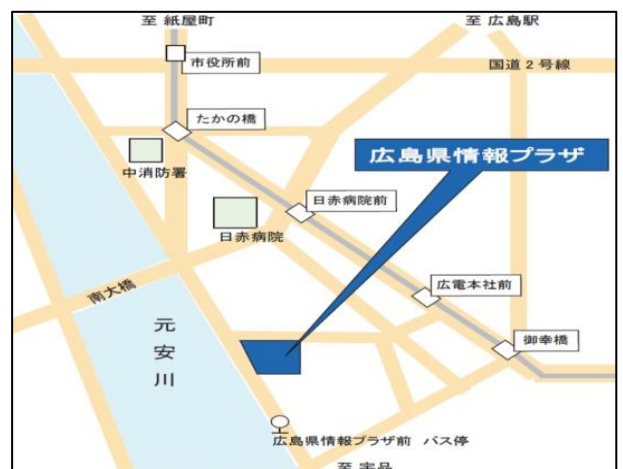 至 紙屋町
至 広島駅
市役所前
国道２号線
たかの橋
広島県情報プラザ
中消防署
日赤病院前
日赤病院
広電本社前
南大橋
元安川
御幸橋
広島県情報プラザ前 バス停
至 宇品